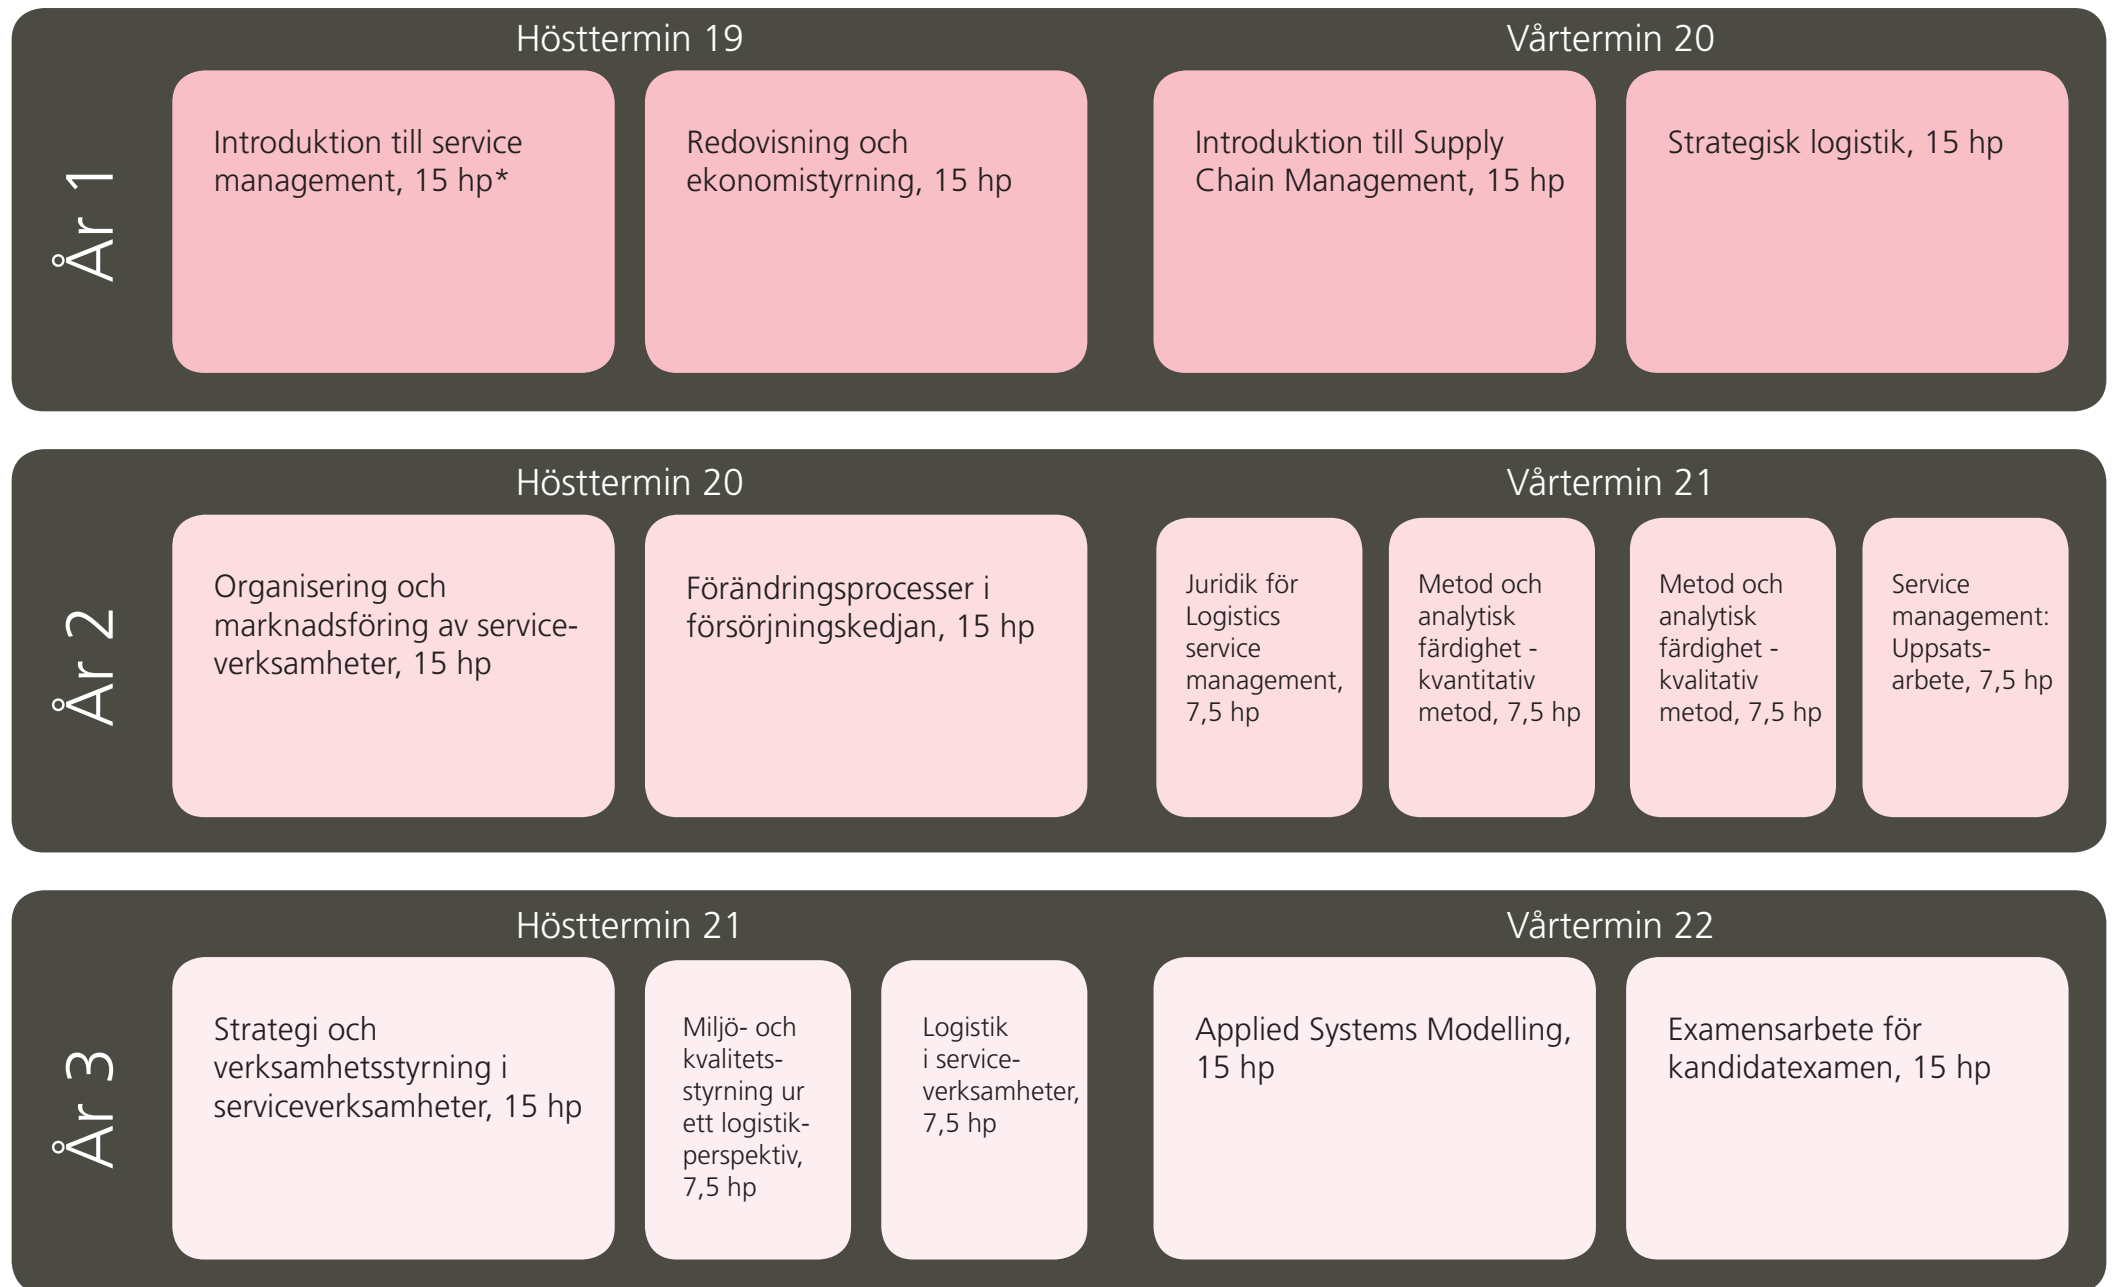 Hösttermin 19
Vårtermin 20
År 1
Introduktion till service
management, 15 hp*
Redovisning och
ekonomistyrning, 15 hp
Introduktion till Supply
Chain Management, 15 hp
Strategisk logistik, 15 hp
Hösttermin 20
Vårtermin 21
År 2
Organisering och
marknadsföring av service-
verksamheter, 15 hp
Förändringsprocesser i
försörjningskedjan, 15 hp
Juridik för
Logistics
service
management,
7,5 hp
Metod och
analytisk
färdighet -
kvantitativ
metod, 7,5 hp
Metod och
analytisk
färdighet -
kvalitativ
metod, 7,5 hp
Service
management:
Uppsats-
arbete, 7,5 hp
Hösttermin 21
Vårtermin 22
År 3
Strategi och
verksamhetsstyrning i
serviceverksamheter, 15 hp
Miljö- och
kvalitets-
styrning ur
ett logistik-
perspektiv,
7,5 hp
Logistik
i service-
verksamheter,
7,5 hp
Applied Systems Modelling,
15 hp
Examensarbete för
kandidatexamen, 15 hp